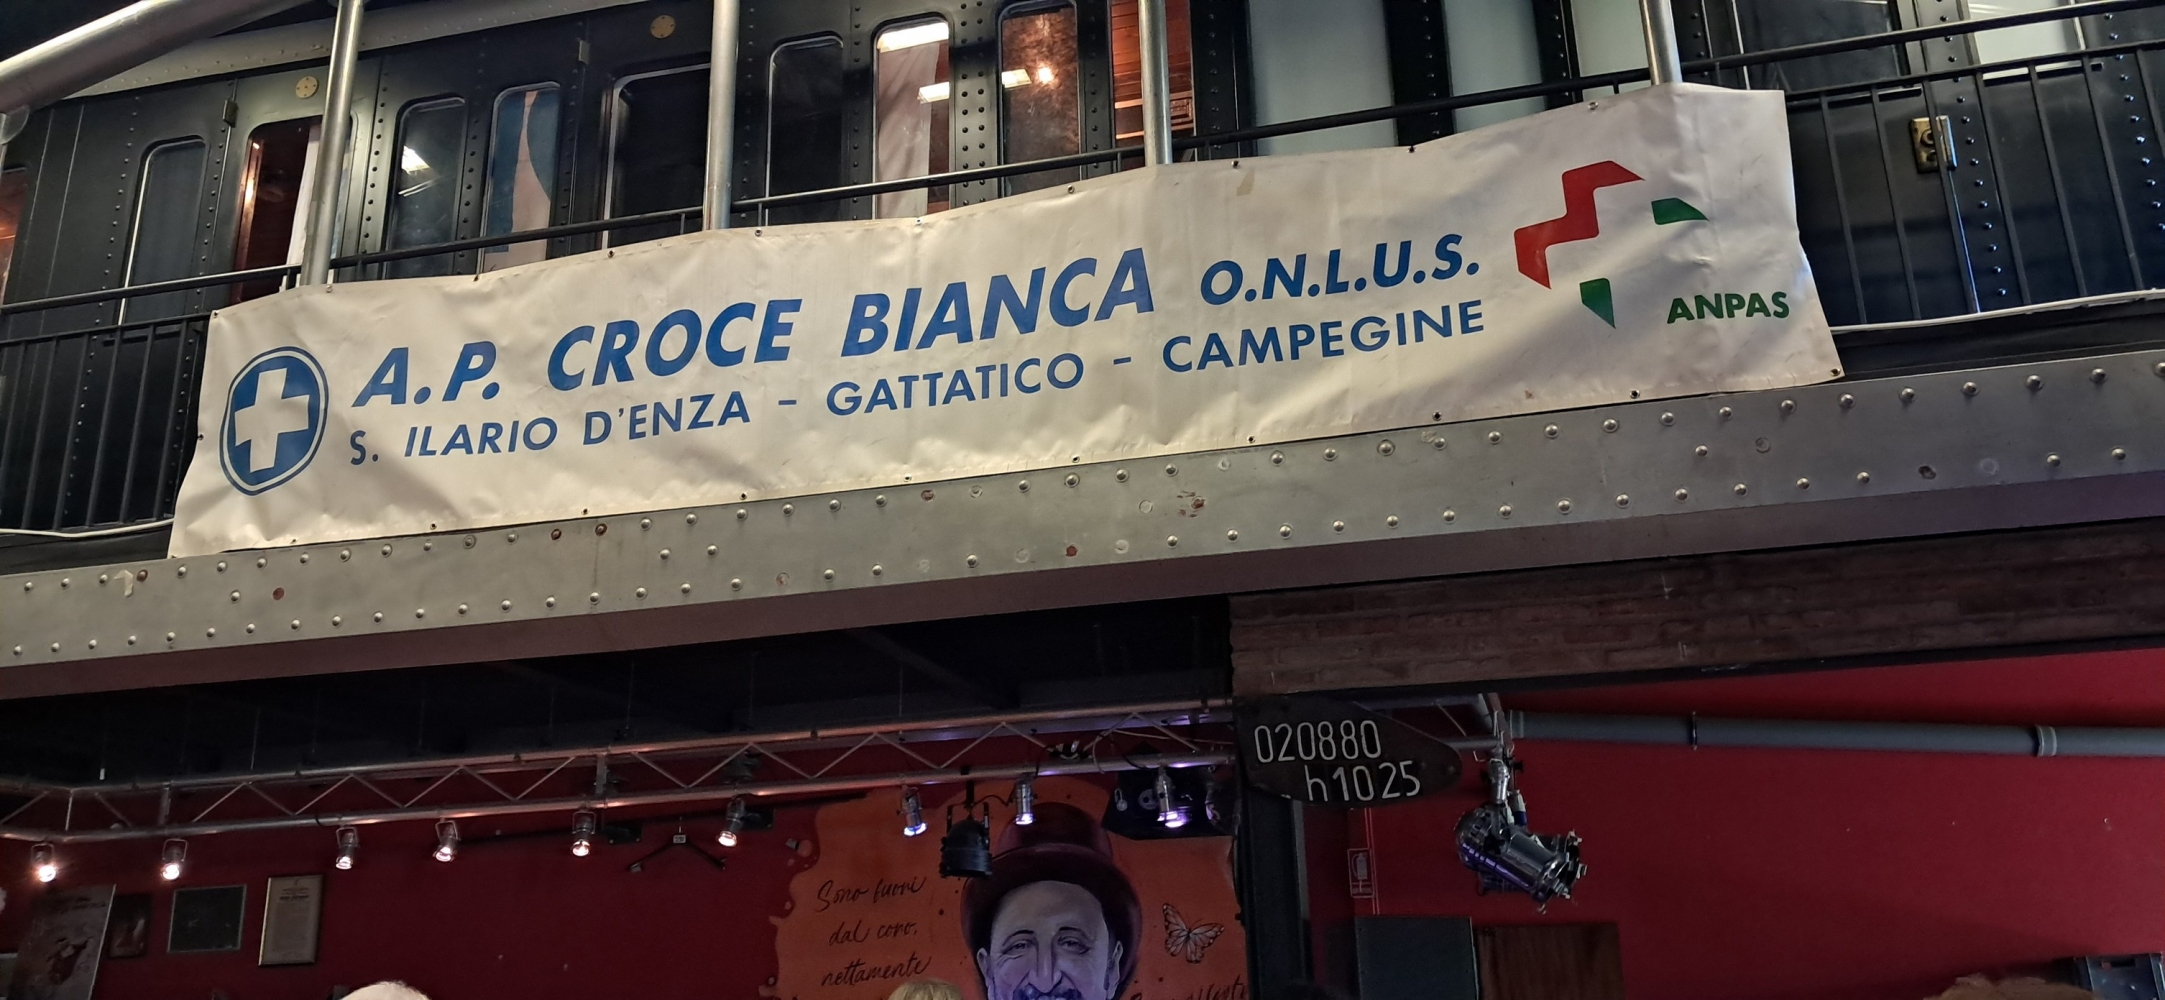 A.P. CROCE BIANCA O.N.L.U.S.
S. ILARIO D'ENZA - GATTATICO - CAMPEGINE
ANPAS
020880
h1025
Sono fuori
dal coro,
nettamente